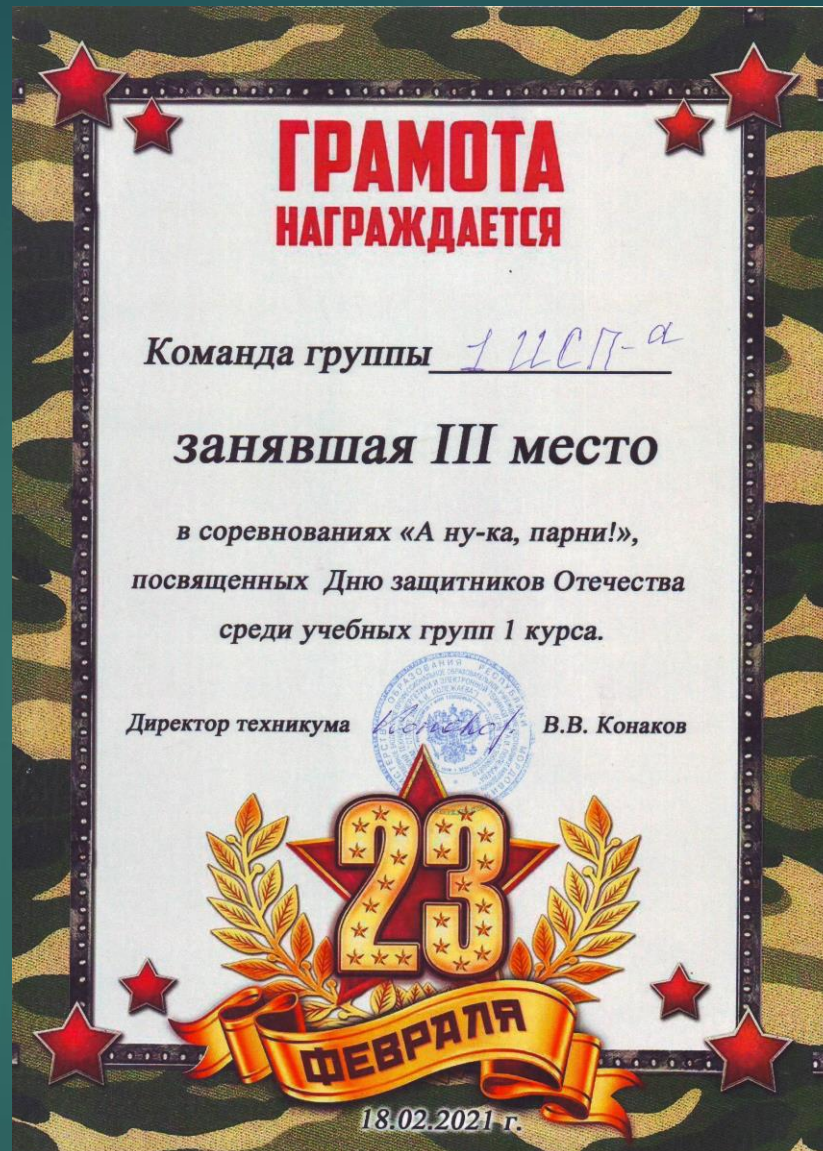 ГРАМОТА
НАГРАЖДАЕТСЯ
Команда группы 1 ИСП-а
занявшая III место
в соревнованиях «А ну-ка, парни!»,
посвященных Дню защитников Отечества
среди учебных групп 1 курса.
Директор техникума В.В. Конаков
23
ФЕВРАЛЯ
18.02.2021 г.